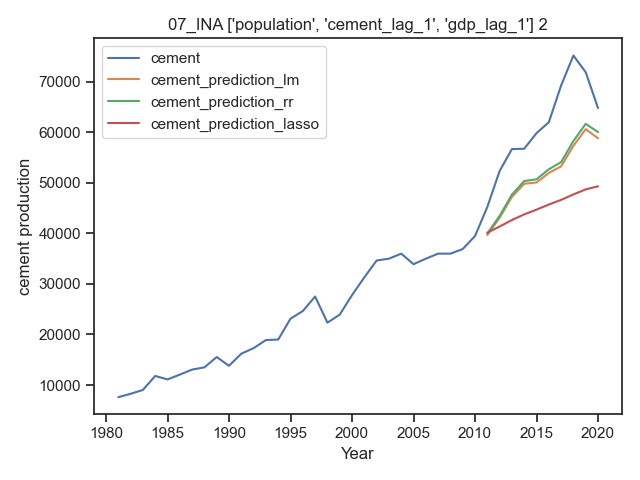 07_INA ['population', 'cement_lag_1', 'gdp_lag_1'] 2
cement
cement_prediction_lm
cement_prediction_rr
cement_prediction_lasso
cement production
70000
60000
50000
40000
30000
20000
10000
1980 1985 1990 1995 2000 2005 2010 2015 2020
Year